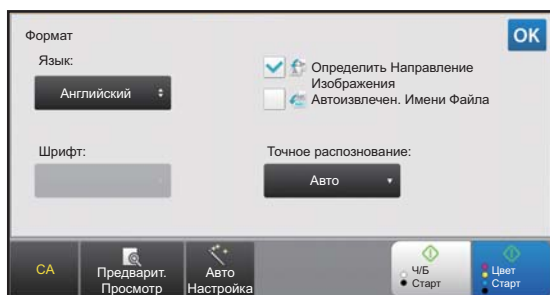 Формат
OK
Язык:
Английский
Определить Направление
Изображения
Автоизвлечен. Имени Файла
Шрифт:
Точное распознование:
Авто
CA
Предварит.
Просмотр
Авто
Настройка
Ч/Б
Старт
Цвет
Старт